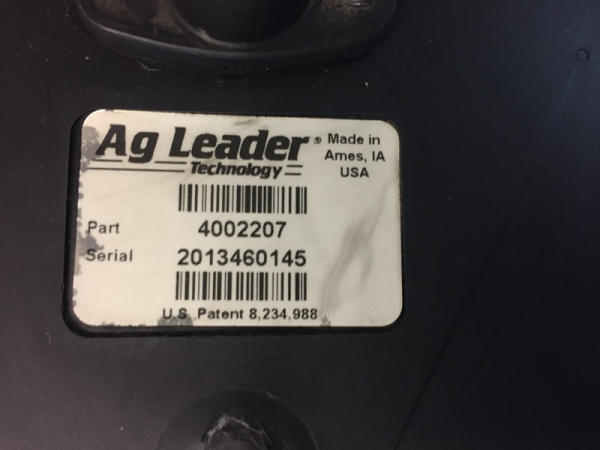 Ag Leader® Made in
Technology Ames, IA
USA
Part 4002207
Serial 2013460145
U.S. Patent 8,234,988